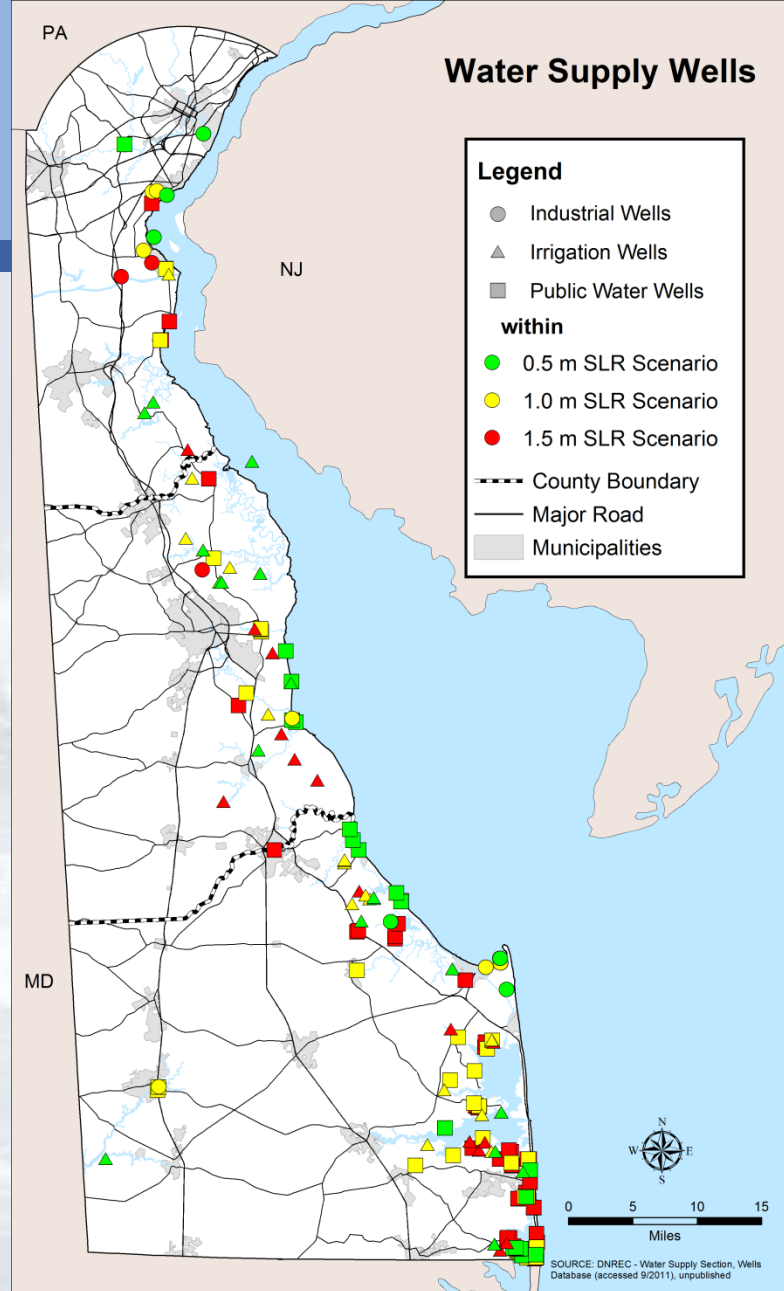 PA
Water Supply Wells
Legend
Industrial Wells
Irrigation Wells
Public Water Wells
within
0.5 m SLR Scenario
1.0 m SLR Scenario
1.5 m SLR Scenario
County Boundary
Major Road
Municipalities
NJ
MD
N
W E
S
0 5 10 15
Miles
SOURCE: DNREC - Water Supply Section, Wells
Database (accessed 9/2011), unpublished